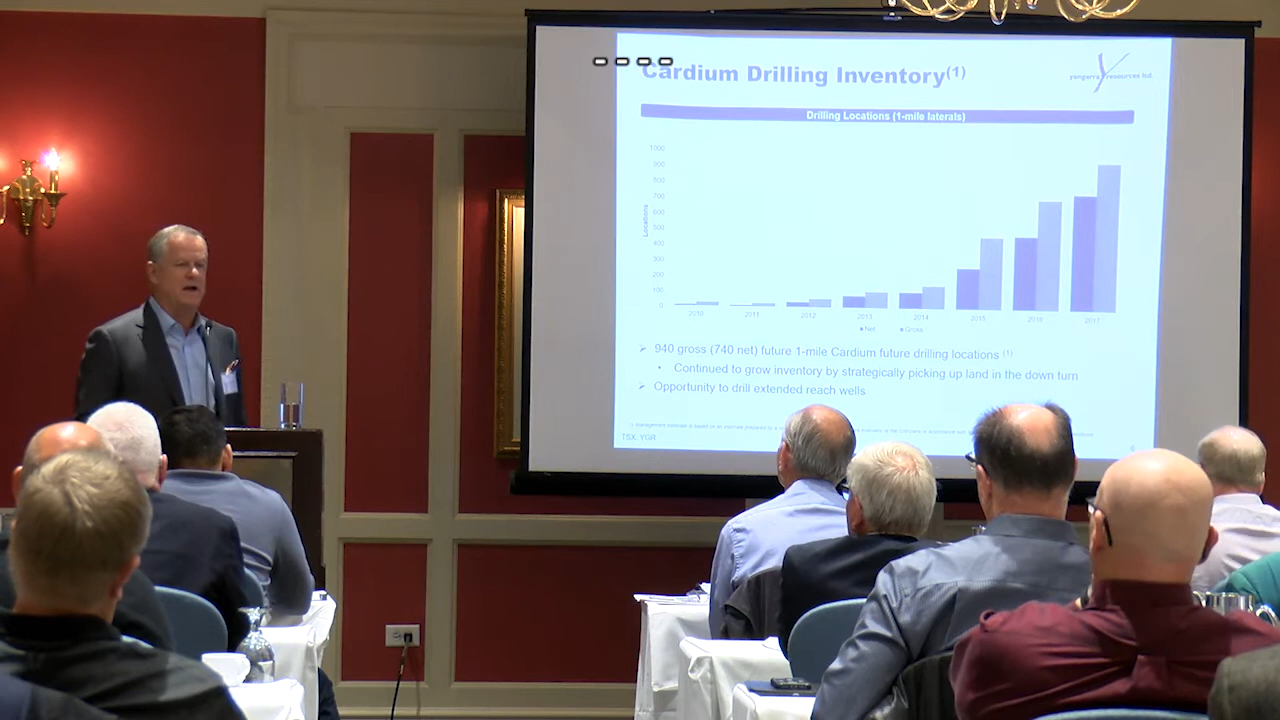 Cardium Drilling Inventory(1)
yangarra resources ltd.
Drilling Locations (1-mile laterals)
1000
900
800
700
600
500
400
300
200
100
0
Locations
2010 2011 2012 2013 2014 2015 2016 2017
Net Gross
➢ 940 gross (740 net) future 1-mile Cardium future drilling locations (1)
• Continued to grow inventory by strategically picking up land in the down turn
➢ Opportunity to drill extended reach wells
TSX: YGR